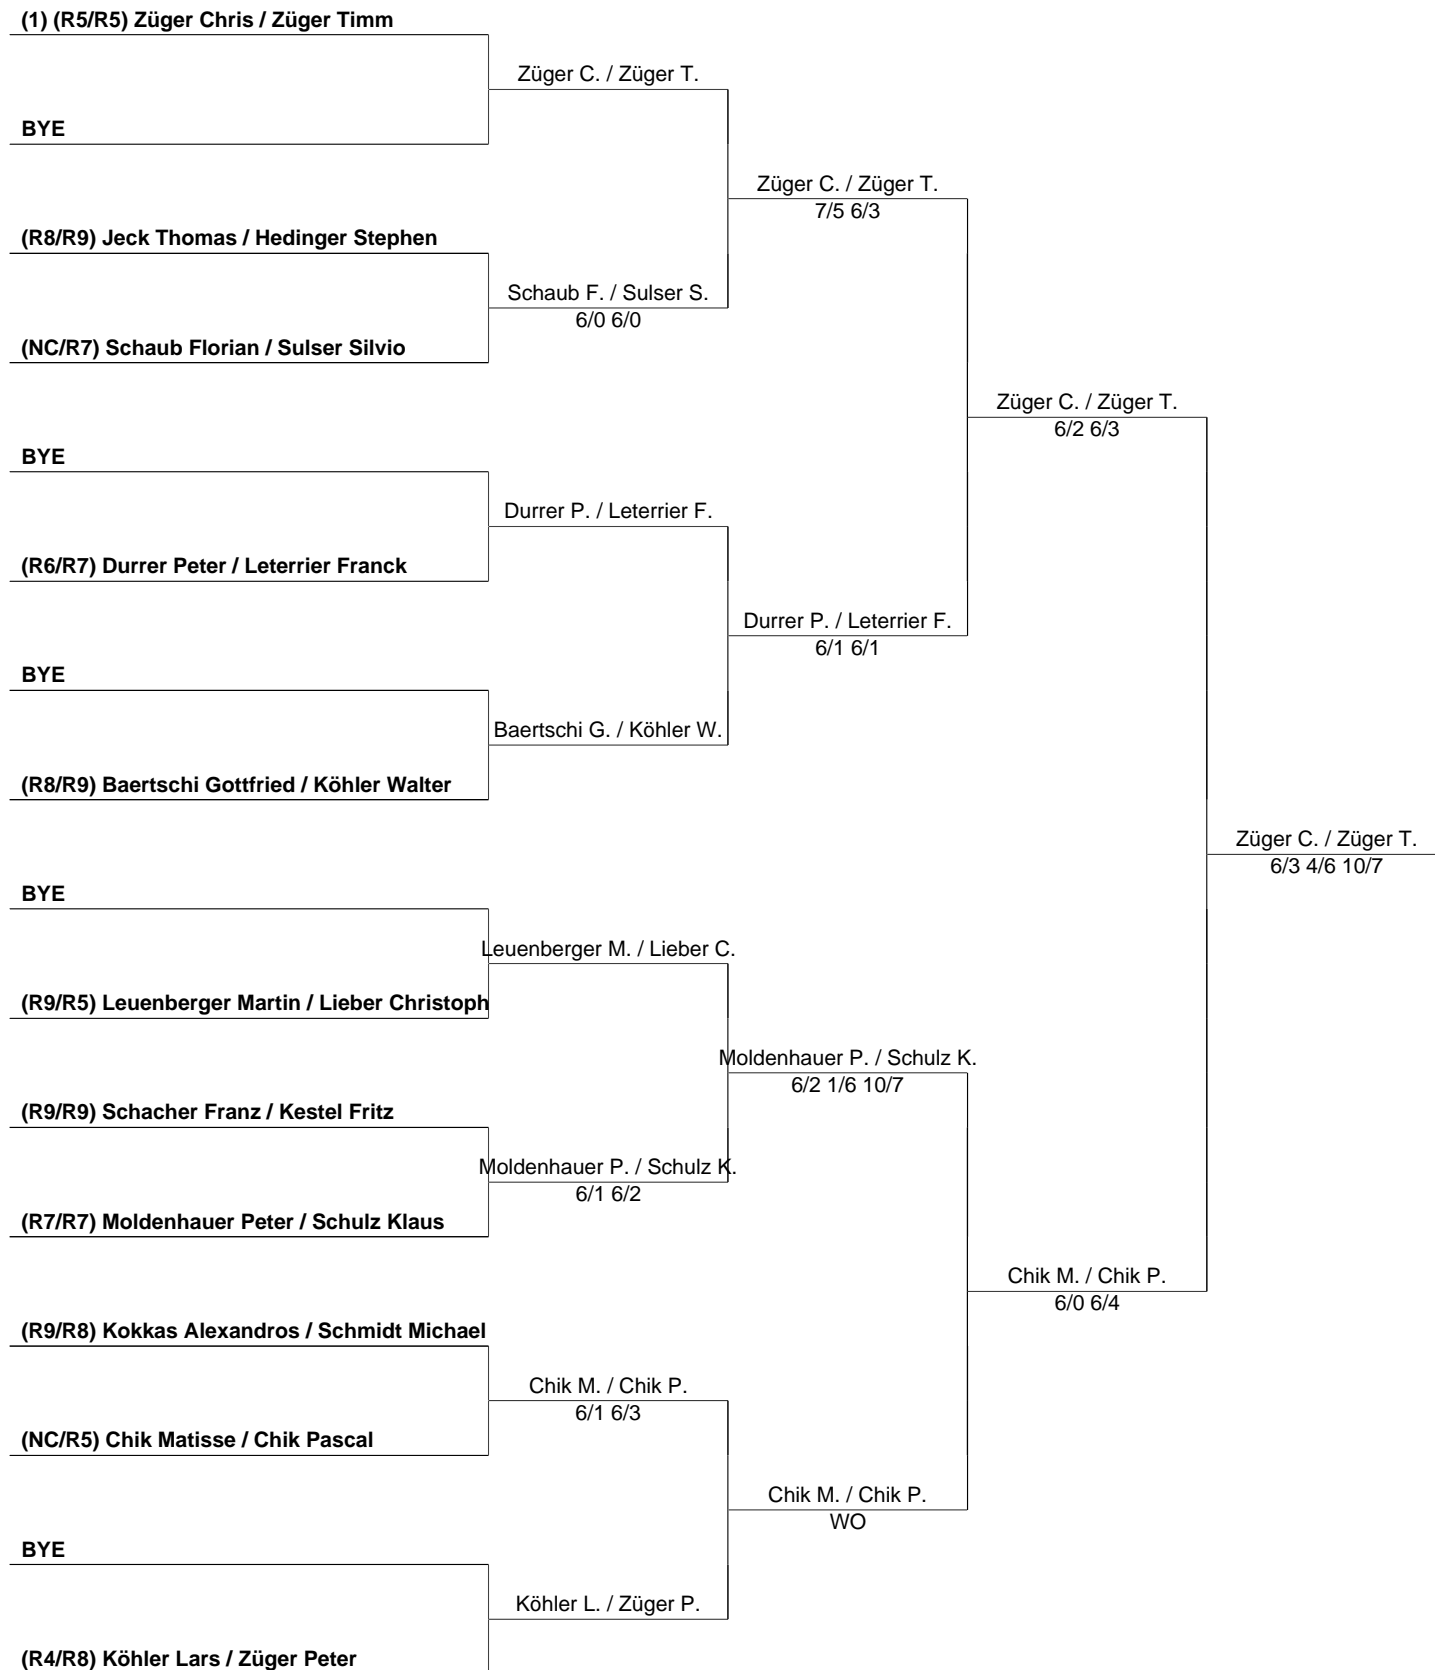 (1) (R5/R5) Züger Chris / Züger Timm
Züger C. / Züger T.
BYE
Züger C. / Züger T.
7/5 6/3
(R8/R9) Jeck Thomas / Hedinger Stephen
Schaub F. / Sulser S.
6/0 6/0
(NC/R7) Schaub Florian / Sulser Silvio
Züger C. / Züger T.
6/2 6/3
BYE
Durrer P. / Leterrier F.
(R6/R7) Durrer Peter / Leterrier Franck
Durrer P. / Leterrier F.
6/1 6/1
BYE
Baertschi G. / Köhler W.
(R8/R9) Baertschi Gottfried / Köhler Walter
Züger C. / Züger T.
6/3 4/6 10/7
BYE
Leuenberger M. / Lieber C.
(R9/R5) Leuenberger Martin / Lieber Christoph
Moldenhauer P. / Schulz K.
6/2 1/6 10/7
(R9/R9) Schacher Franz / Kestel Fritz
Moldenhauer P. / Schulz K.
6/1 6/2
(R7/R7) Moldenhauer Peter / Schulz Klaus
Chik M. / Chik P.
6/0 6/4
(R9/R8) Kokkas Alexandros / Schmidt Michael
Chik M. / Chik P.
6/1 6/3
(NC/R5) Chik Matisse / Chik Pascal
Chik M. / Chik P.
WO
BYE
Köhler L. / Züger P.
(R4/R8) Köhler Lars / Züger Peter